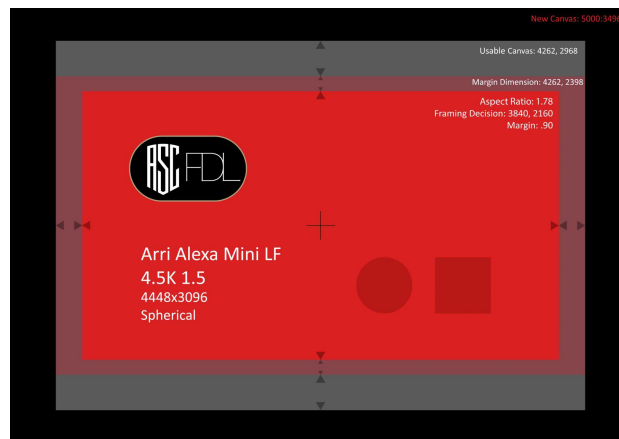 New Canvas: 5000:3496
Usable Canvas: 4262, 2968
Margin Dimension: 4262, 2398
Aspect Ratio: 1.78
Framing Decision: 3840, 2160
Margin: .90
ASC FDL
Arri Alexa Mini LF
4.5K 1.5
4448x3096
Spherical